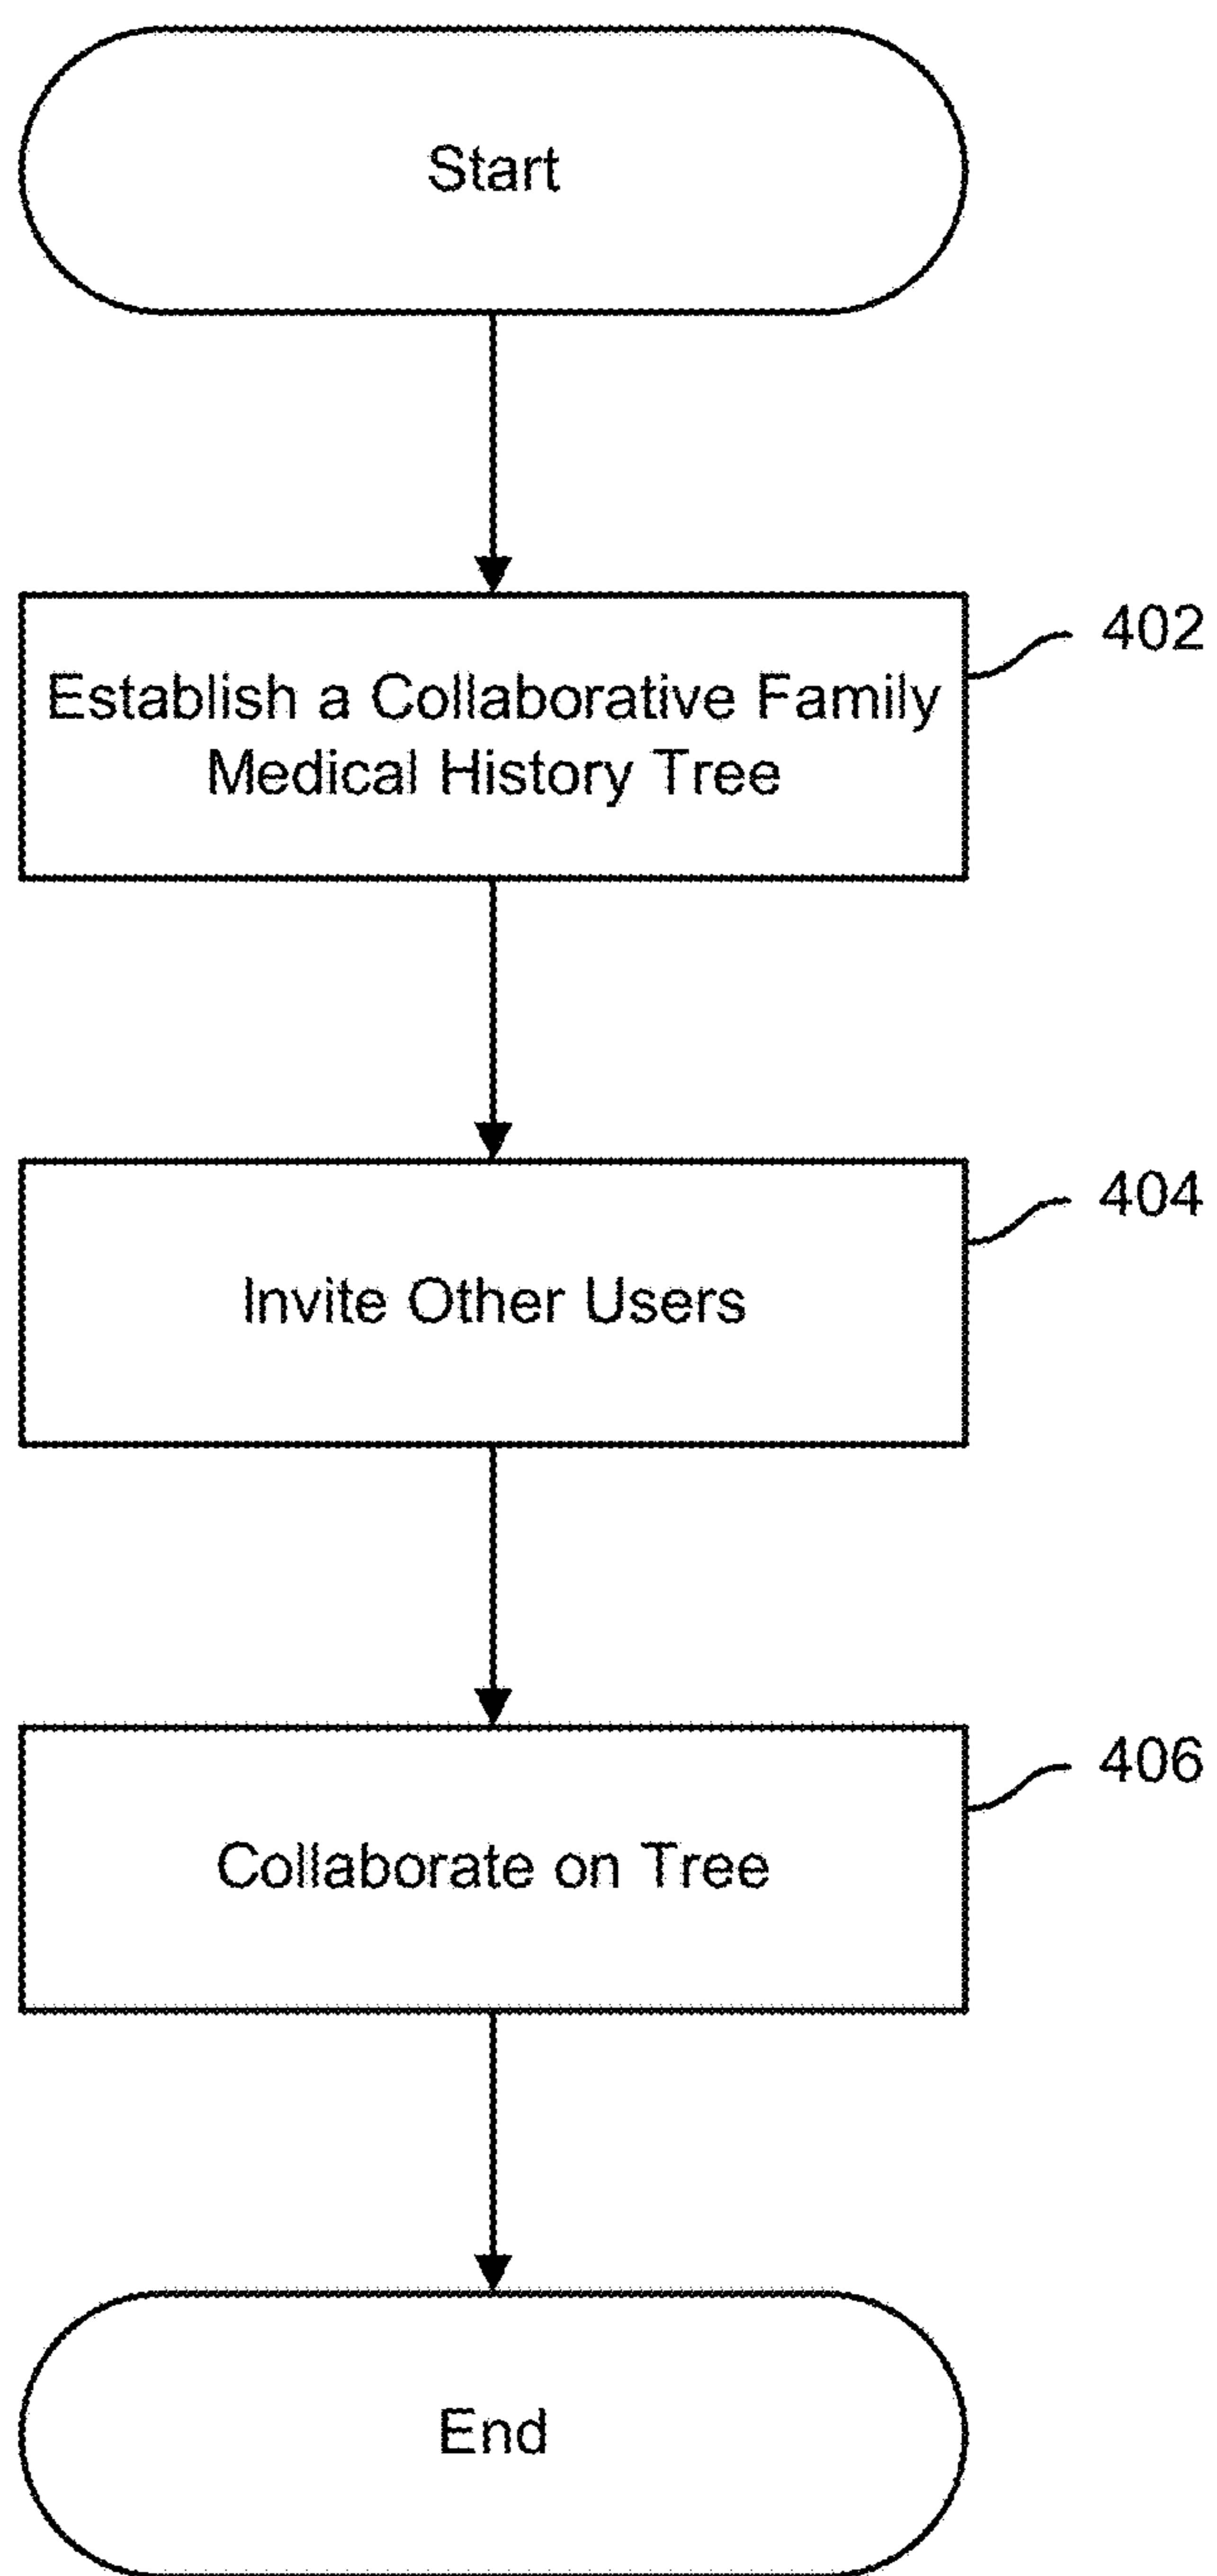 Start
Establish a Collaborative Family
Medical History Tree
402
Invite Other Users
404
Collaborate on Tree
406
End